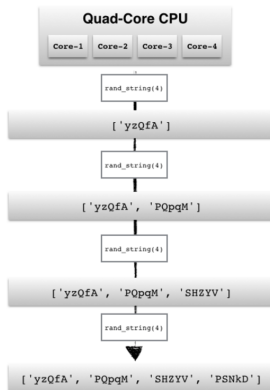 Quad-Core CPU
Core-1 Core-2 Core-3 Core-4
rand_string(4)
['yzQfA']
rand_string(4)
['yzQfA', 'PQpqM']
rand_string(4)
['yzQfA', 'PQpqM', 'SHZYV']
rand_string(4)
['yzQfA', 'PQpqM', 'SHZYV', 'PSNkD']